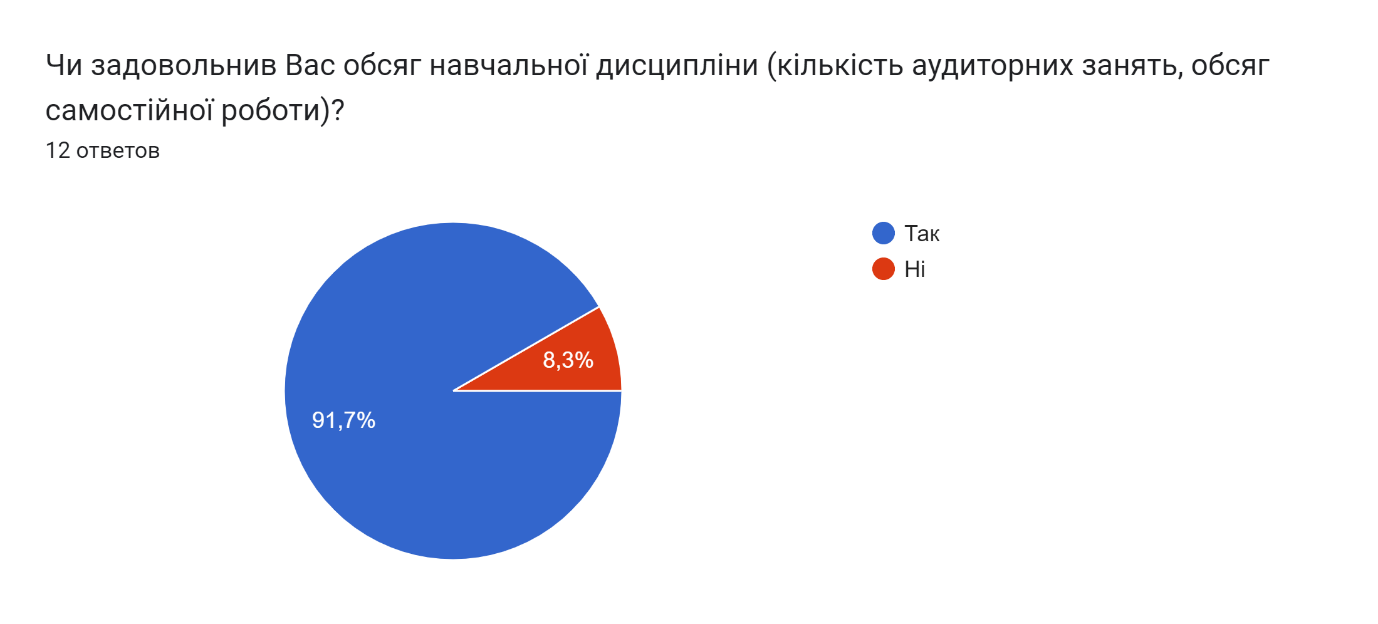 Чи задовольнив Вас обсяг навчальної дисципліни (кількість аудиторних занять, обсяг
самостійної роботи)?
12 ответов
Так
Ні
8,3%
91,7%